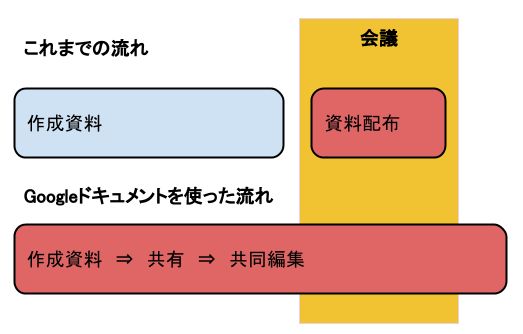 これまでの流れ
会議
作成資料
資料配布
Googleドキュメントを使った流れ
作成資料 ⇒ 共有 ⇒ 共同編集